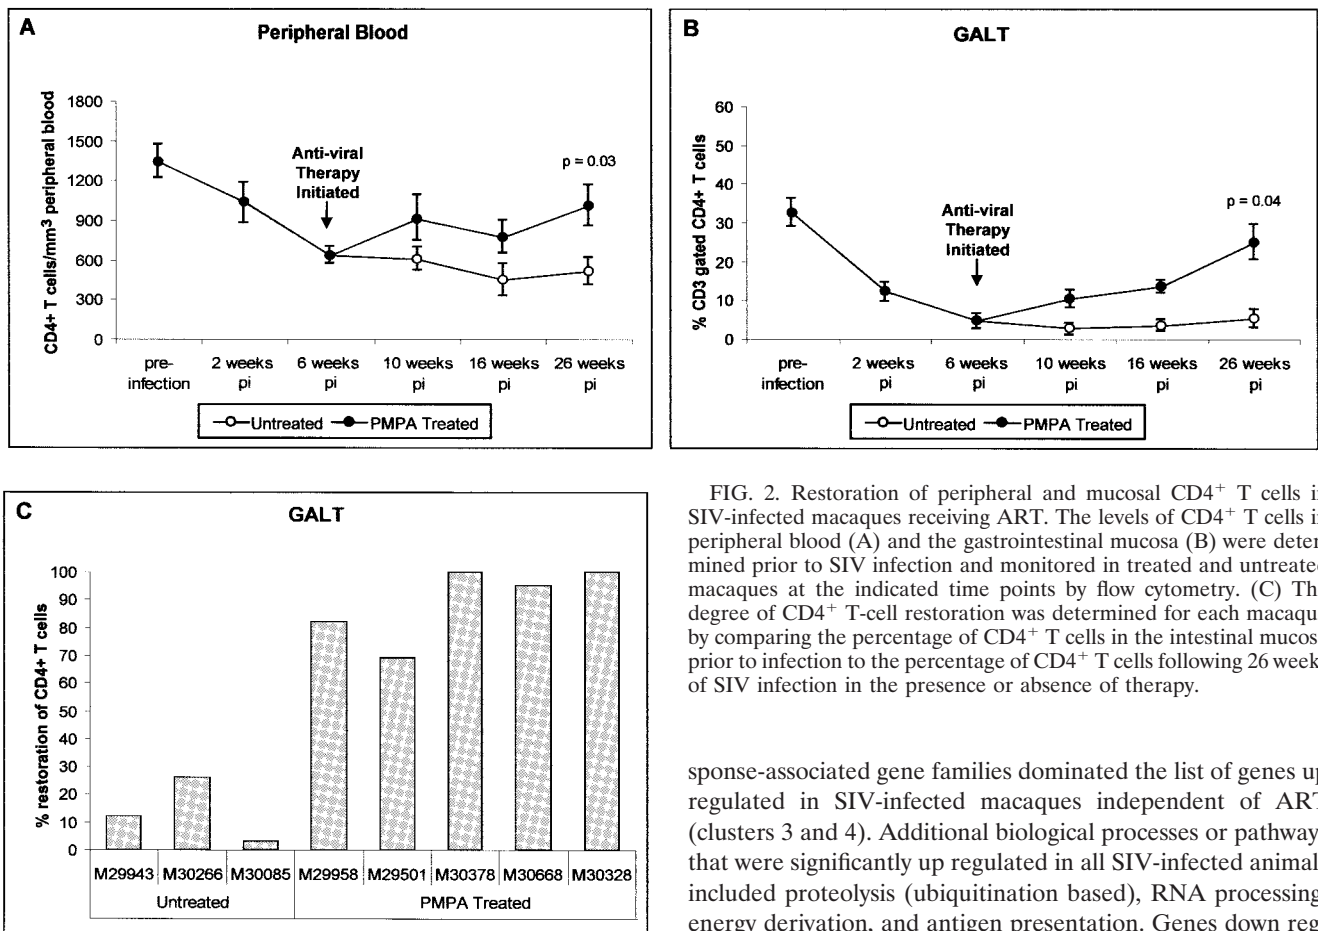 A
Peripheral Blood
CD4+ T cells/mm3 peripheral blood
1800
1500
1200
900
600
300
0
Anti-viral
Therapy
Initiated
p = 0.03
pre-
infection
2 weeks
pi
6 weeks
pi
10 weeks
pi
16 weeks
pi
26 weeks
pi
Untreated
PMPA Treated
B
GALT
% CD3 gated CD4+ T cells
60
50
40
30
20
10
0
Anti-viral
Therapy
Initiated
p = 0.04
pre-
infection
2 weeks
pi
6 weeks
pi
10 weeks
pi
16 weeks
pi
26 weeks
pi
Untreated
PMPA Treated
C
GALT
% restoration of CD4+ T cells
100
90
80
70
60
50
40
30
20
10
0
M29943 M30266 M30085 M29958 M29501 M30378 M30668 M30328
Untreated PMPA Treated
FIG. 2. Restoration of peripheral and mucosal CD4+ T cells i
SIV-infected macaques receiving ART. The levels of CD4+ T cells i
peripheral blood (A) and the gastrointestinal mucosa (B) were deter
mined prior to SIV infection and monitored in treated and untreate
macaques at the indicated time points by flow cytometry. (C) Th
degree of CD4+ T-cell restoration was determined for each macaqu
by comparing the percentage of CD4+ T cells in the intestinal mucos
prior to infection to the percentage of CD4+ T cells following 26 week
of SIV infection in the presence or absence of therapy.
sponse-associated gene families dominated the list of genes up
regulated in SIV-infected macaques independent of ART
(clusters 3 and 4). Additional biological processes or pathway
that were significantly up regulated in all SIV-infected animal
included proteolysis (ubiquitination based), RNA processing
energy derivation, and antigen presentation. Genes down reg